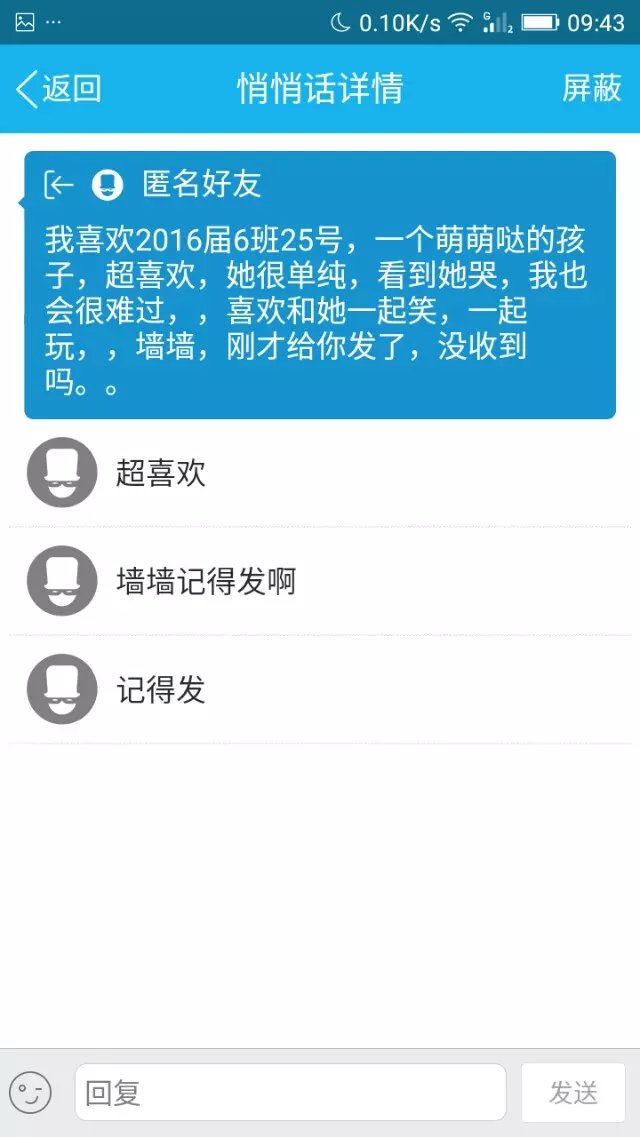 0.10K/s G 2 09:43
返回 悄悄话详情 屏蔽
匿名好友
我喜欢2016届6班25号，一个萌萌哒的孩
子，超喜欢，她很单纯，看到她哭，我也
会很难过，，喜欢和她一起笑，一起
玩，，墙墙，刚才给你发了，没收到
吗。。
超喜欢
墙墙记得发啊
记得发
回复 发送